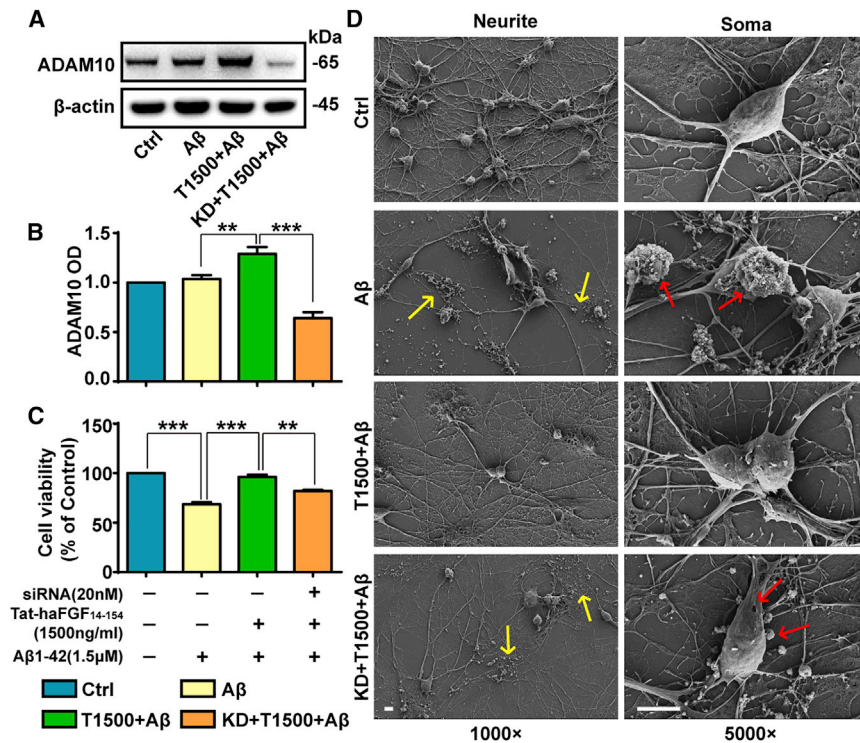 A
kDa
ADAM10
-65
β-actin
-45
Ctrl
Aβ
T1500+Aβ
KD+T1500+Aβ
B
ADAM10 OD
1.5
1.0
0.5
0.0
** ***
C
Cell viability
(% of Control)
150
100
50
0
*** *** **
siRNA(20nM) — — — +
Tat-haFGF14-154
(1500ng/ml) — — + +
Aβ1-42(1.5μM) — + + +
Ctrl
Aβ
T1500+Aβ
KD+T1500+Aβ
D
Neurite Soma
Ctrl
Aβ
T1500+Aβ
KD+T1500+Aβ
1000× 5000×